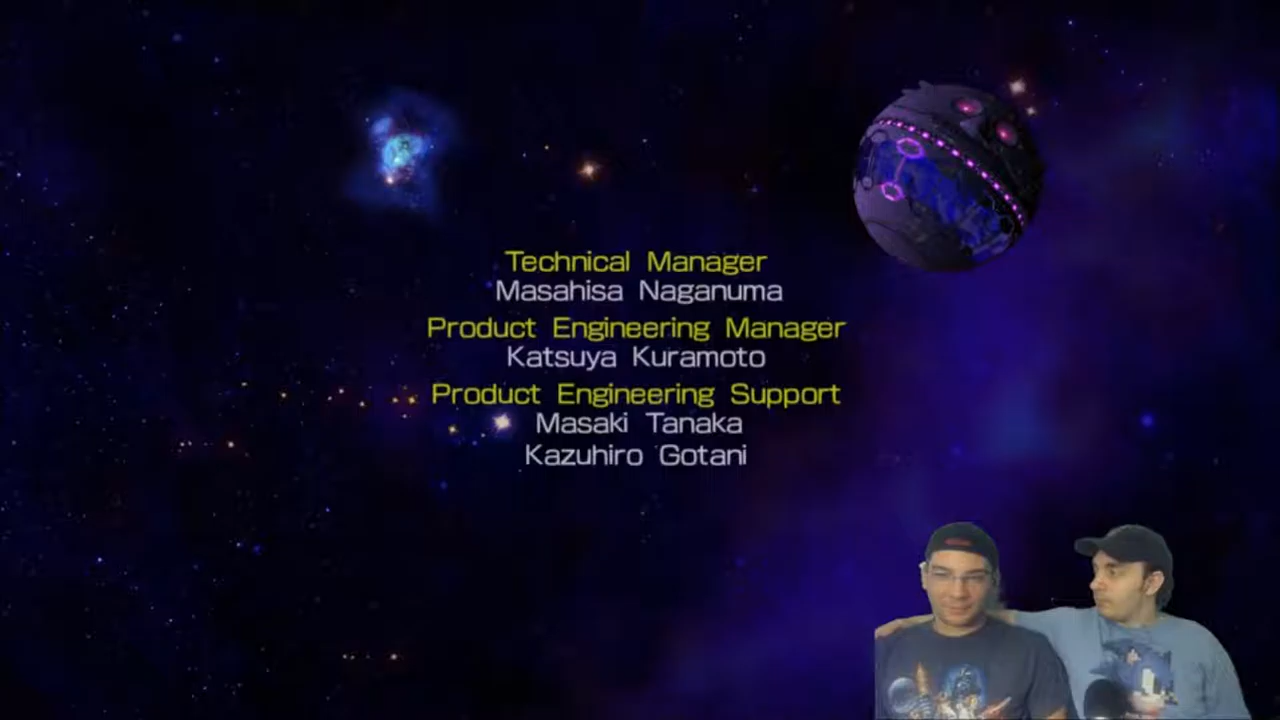 Technical Manager
Masahisa Naganuma
Product Engineering Manager
Katsuya Kuramoto
Product Engineering Support
Masaki Tanaka
Kazuhiro Gotani